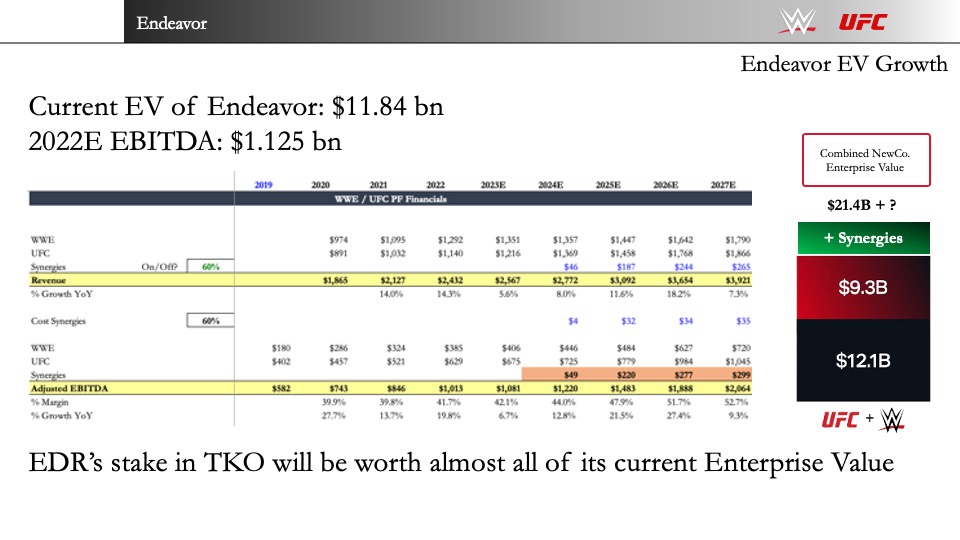 Endeavor
W UFC
Endeavor EV Growth
Current EV of Endeavor: $11.84 bn
2022E EBITDA: $1.125 bn
Combined NewCo.
Enterprise Value
$21.4B + ?
+ Synergies
$9.3B
$12.1B
UFC + W
2019 2020 2021 2022 2023E 2024E 2025E 2026E 2027E
WWE / UFC PF Financials
WWE $974 $1,095 $1,292 $1,351 $1,357 $1,447 $1,642 $1,790
UFC $891 $1,032 $1,140 $1,216 $1,369 $1,458 $1,768 $1,866
Synergies On/Off? 60% $46 $187 $244 $265
Revenue $1,865 $2,127 $2,432 $2,567 $2,772 $3,092 $3,654 $3,921
% Growth YoY 14.0% 14.3% 5.6% 8.0% 11.6% 18.2% 7.3%
Cost Synergies 60% $4 $32 $34 $35
WWE $180 $286 $324 $385 $406 $446 $484 $627 $720
UFC $402 $457 $521 $629 $675 $725 $779 $984 $1,045
Synergies $49 $220 $277 $299
Adjusted EBITDA $582 $743 $846 $1,013 $1,081 $1,220 $1,483 $1,888 $2,064
% Margin 39.9% 39.8% 41.7% 42.1% 44.0% 47.9% 51.7% 52.7%
% Growth YoY 27.7% 13.7% 19.8% 6.7% 12.8% 21.5% 27.4% 9.3%
EDR’s stake in TKO will be worth almost all of its current Enterprise Value